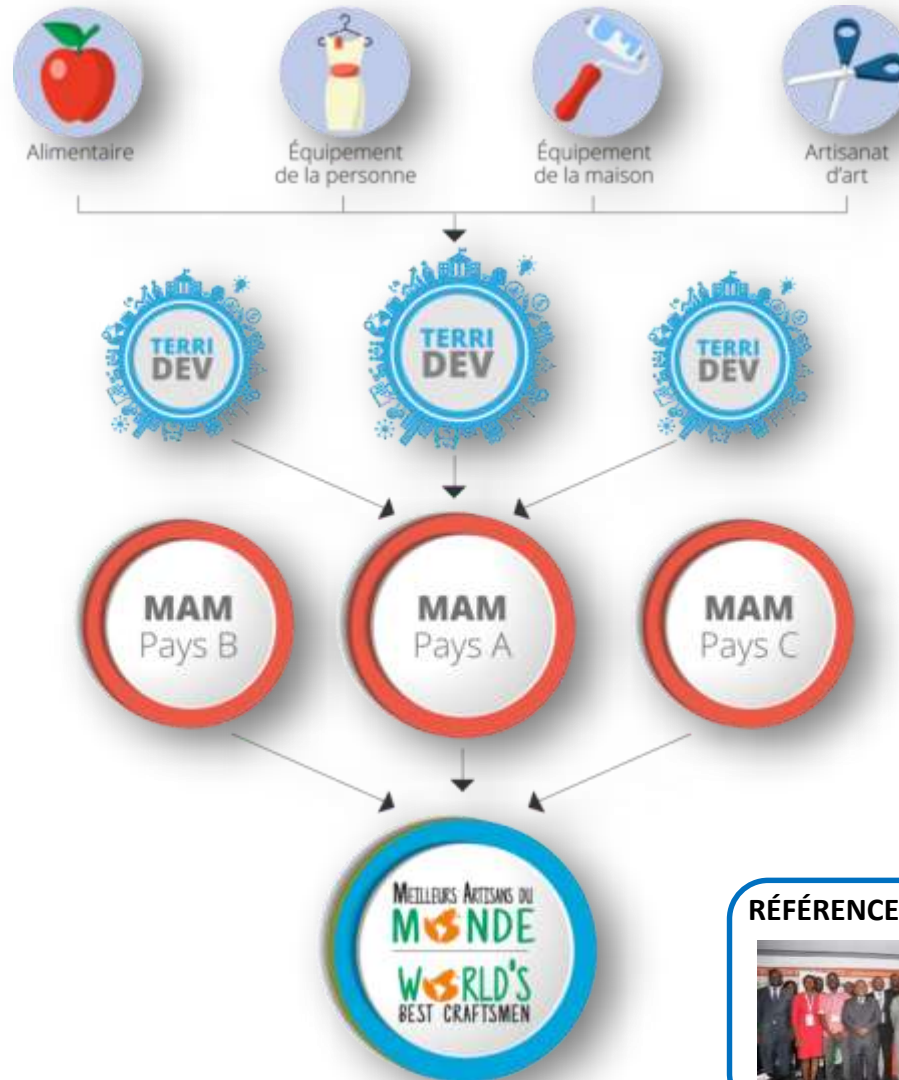 Alimentaire
Équipement
de la personne
Équipement
de la maison
Artisanat
d'art
TERRI
DEV
TERRI
DEV
TERRI
DEV
MAM
Pays B
MAM
Pays A
MAM
Pays C
MEILLEURS ARTISANS DU
MONDE
WORLD'S
BEST CRAFTSMEN
RÉFÉRENCE